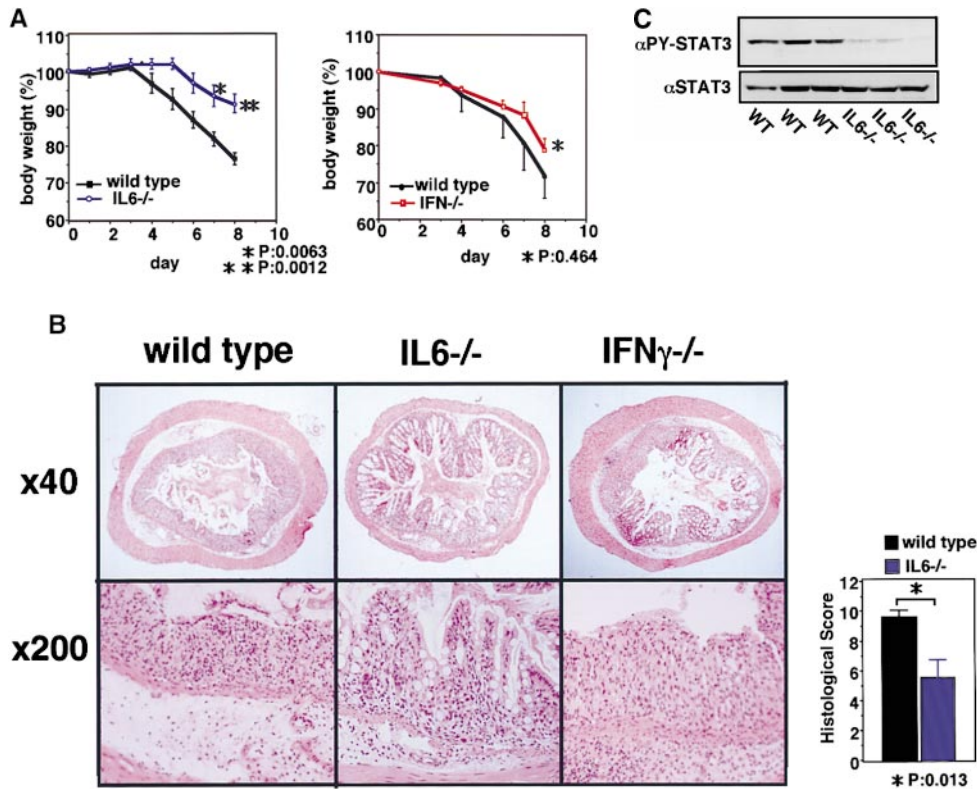 A
110
100
90
80
70
60
body weight (%)
wild type
IL6-/-
0 2 4 6 8 10
day
* P:0.0063
** P:0.0012
*
**
110
100
90
80
70
60
body weight (%)
wild type
IFN-/-
0 2 4 6 8 10
day
* P:0.464
*
C
αPY-STAT3
αSTAT3
WT WT WT IL6-/- IL6-/- IL6-/-
B
wild type IL6-/- IFNγ-/-
x40
x200
wild type
IL6-/-
12
10
8
6
4
2
0
Histological Score
*
* P:0.013